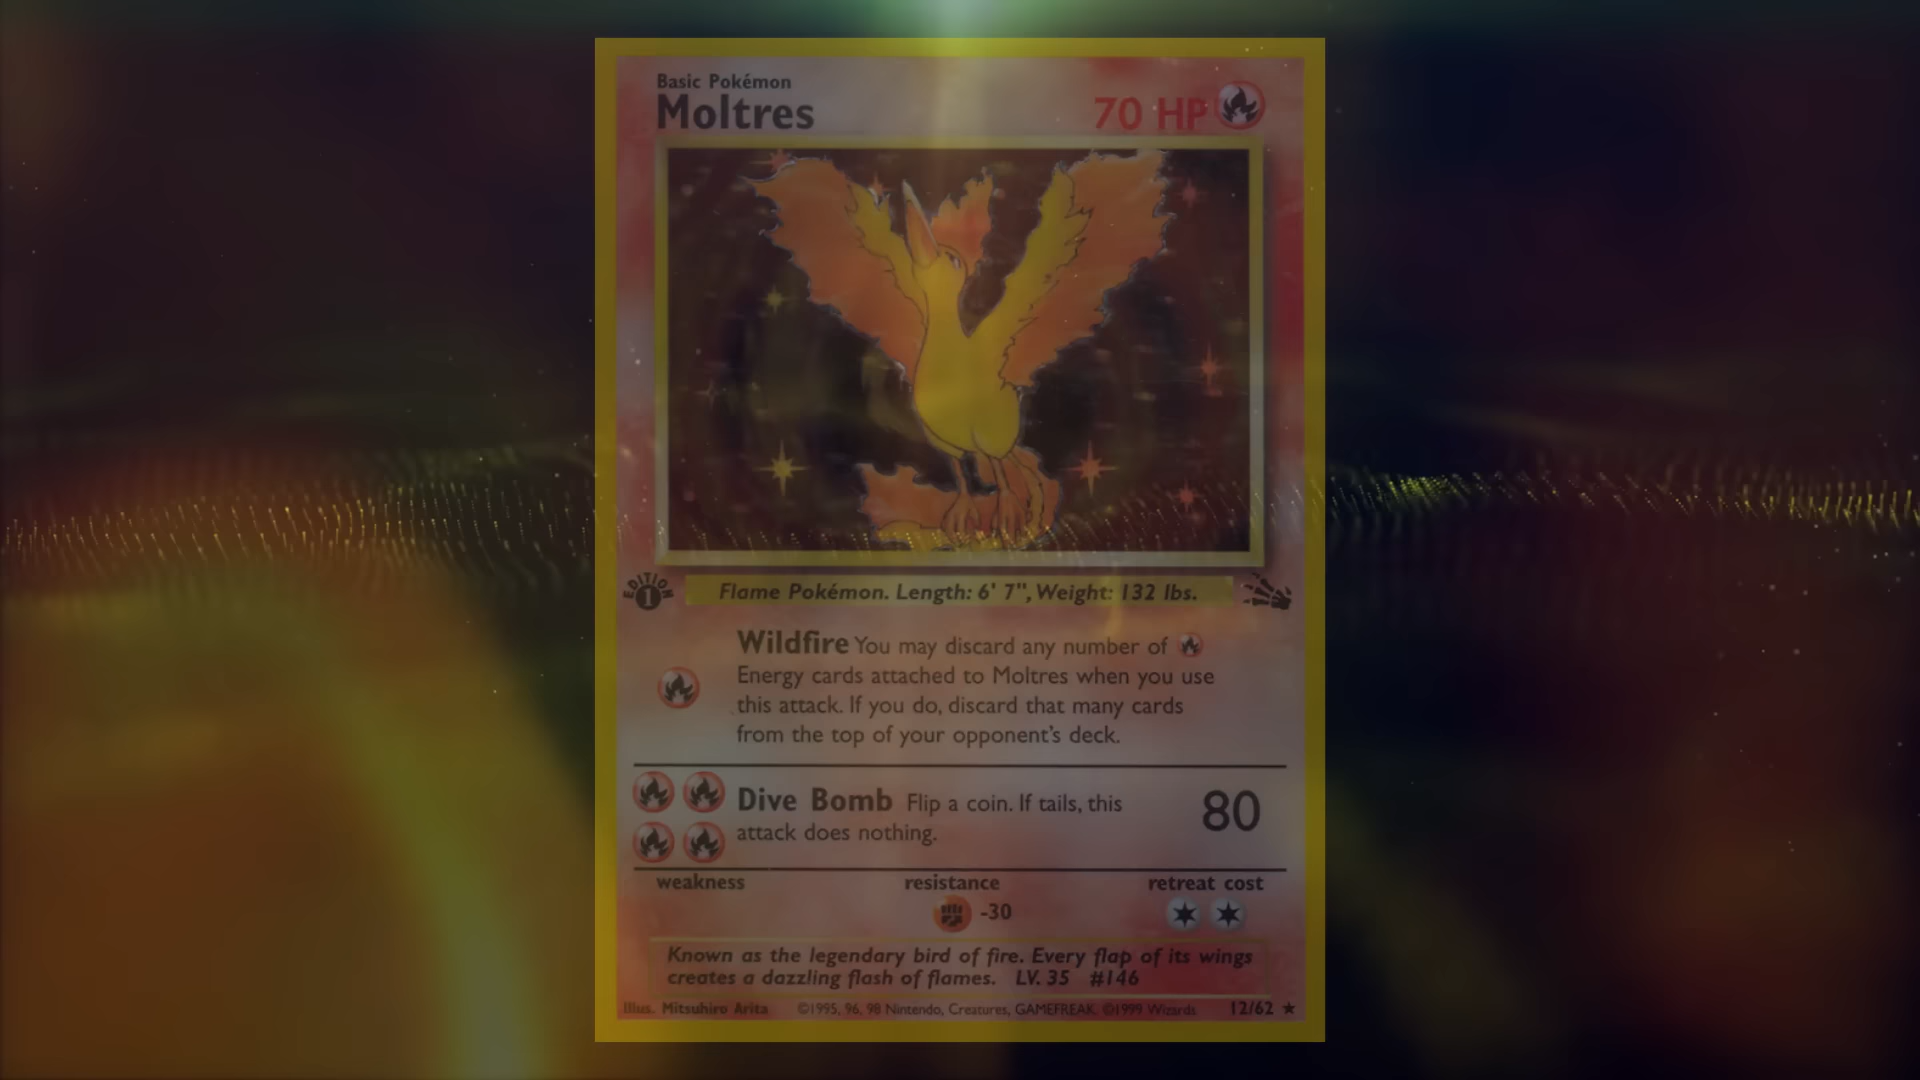 Basic Pokémon
Moltres
70 HP
EDITION
1
Flame Pokémon. Length: 6' 7", Weight: 132 lbs.
Wildfire You may discard any number of
Energy cards attached to Moltres when you use
this attack. If you do, discard that many cards
from the top of your opponent's deck.
Dive Bomb Flip a coin. If tails, this
attack does nothing.
80
weakness
resistance
retreat cost
-30
Known as the legendary bird of fire. Every flap of its wings
creates a dazzling flash of flames. LV. 35 #146
Illus. Mitsuhiro Arita ©1995, 96, 98 Nintendo, Creatures, GAMEFREAK. ©1999 Wizards 12/62 ★